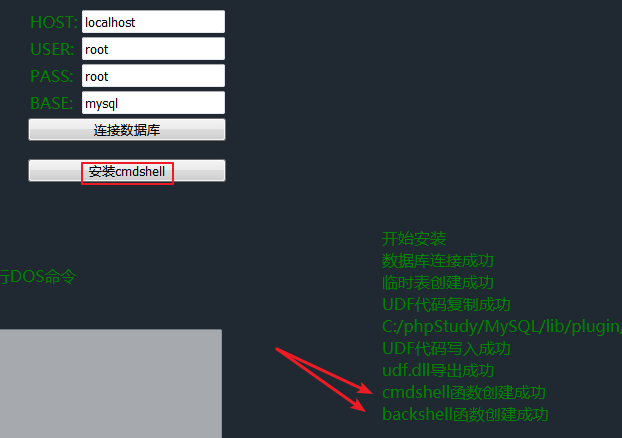 HOST: localhost
USER: root
PASS: root
BASE: mysql
连接数据库
安装cmdshell
开始安装
数据库连接成功
行DOS命令
临时表创建成功
UDF代码复制成功
C:/phpStudy/MySQL/lib/plugin/
UDF代码写入成功
udf.dll导出成功
cmdshell函数创建成功
backshell函数创建成功